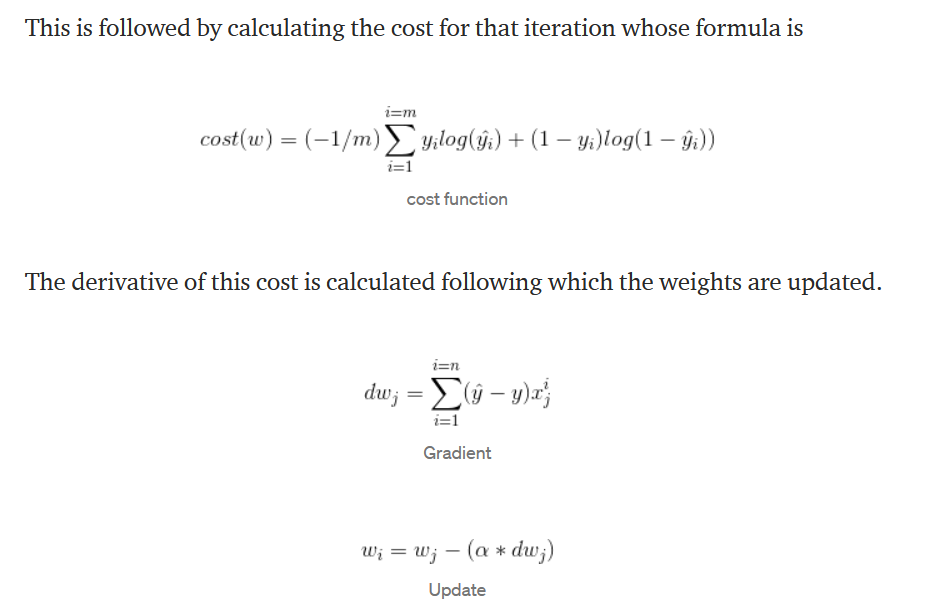 This is followed by calculating the cost for that iteration whose formula is
cost(w) = (−1/m) ∑_{i=1}^{i=m} y_i log(ŷ_i) + (1 − y_i)log(1 − ŷ_i))
cost function
The derivative of this cost is calculated following which the weights are updated.
dw_j = ∑_{i=1}^{i=n} (ŷ − y)x_j^i
Gradient
w_i = w_j − (α * dw_j)
Update